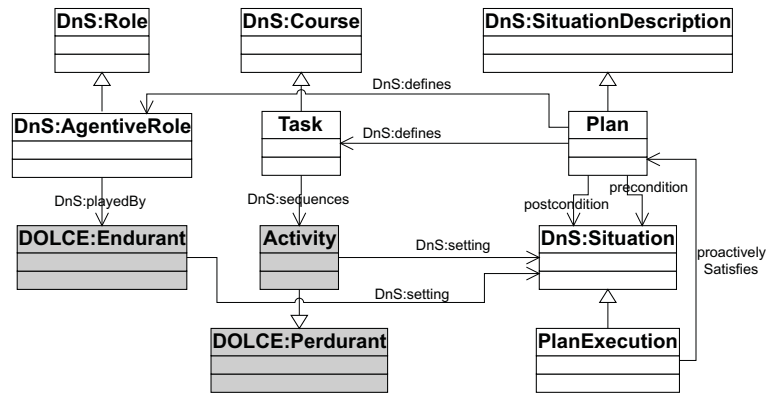 DnS:Role
DnS:Course
DnS:SituationDescription
DnS:defines
DnS:AgentiveRole
Task
Plan
DnS:defines
DnS:playedBy
DnS:sequences
precondition
postcondition
DOLCE:Endurant
Activity
DnS:Situation
DnS:setting
proactively
Satisfies
DnS:setting
DOLCE:Perdurant
PlanExecution